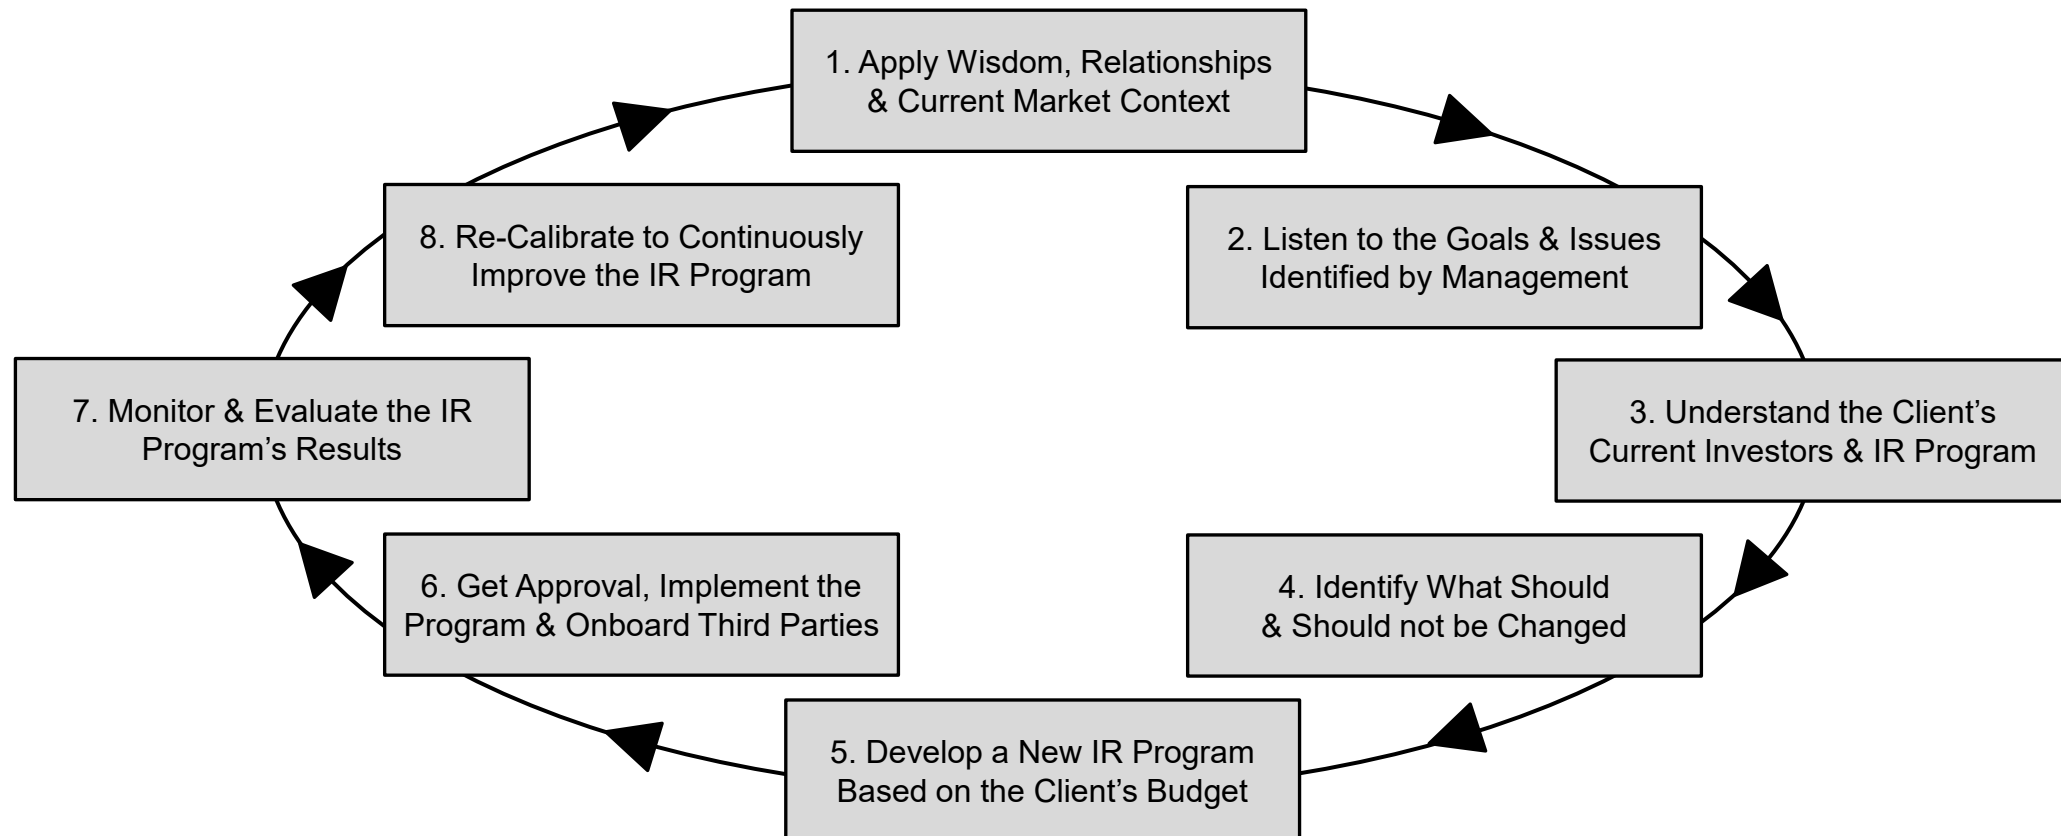 1. Apply Wisdom, Relationships
& Current Market Context
2. Listen to the Goals & Issues
Identified by Management
3. Understand the Client’s
Current Investors & IR Program
4. Identify What Should
& Should not be Changed
5. Develop a New IR Program
Based on the Client’s Budget
6. Get Approval, Implement the
Program & Onboard Third Parties
7. Monitor & Evaluate the IR
Program’s Results
8. Re-Calibrate to Continuously
Improve the IR Program